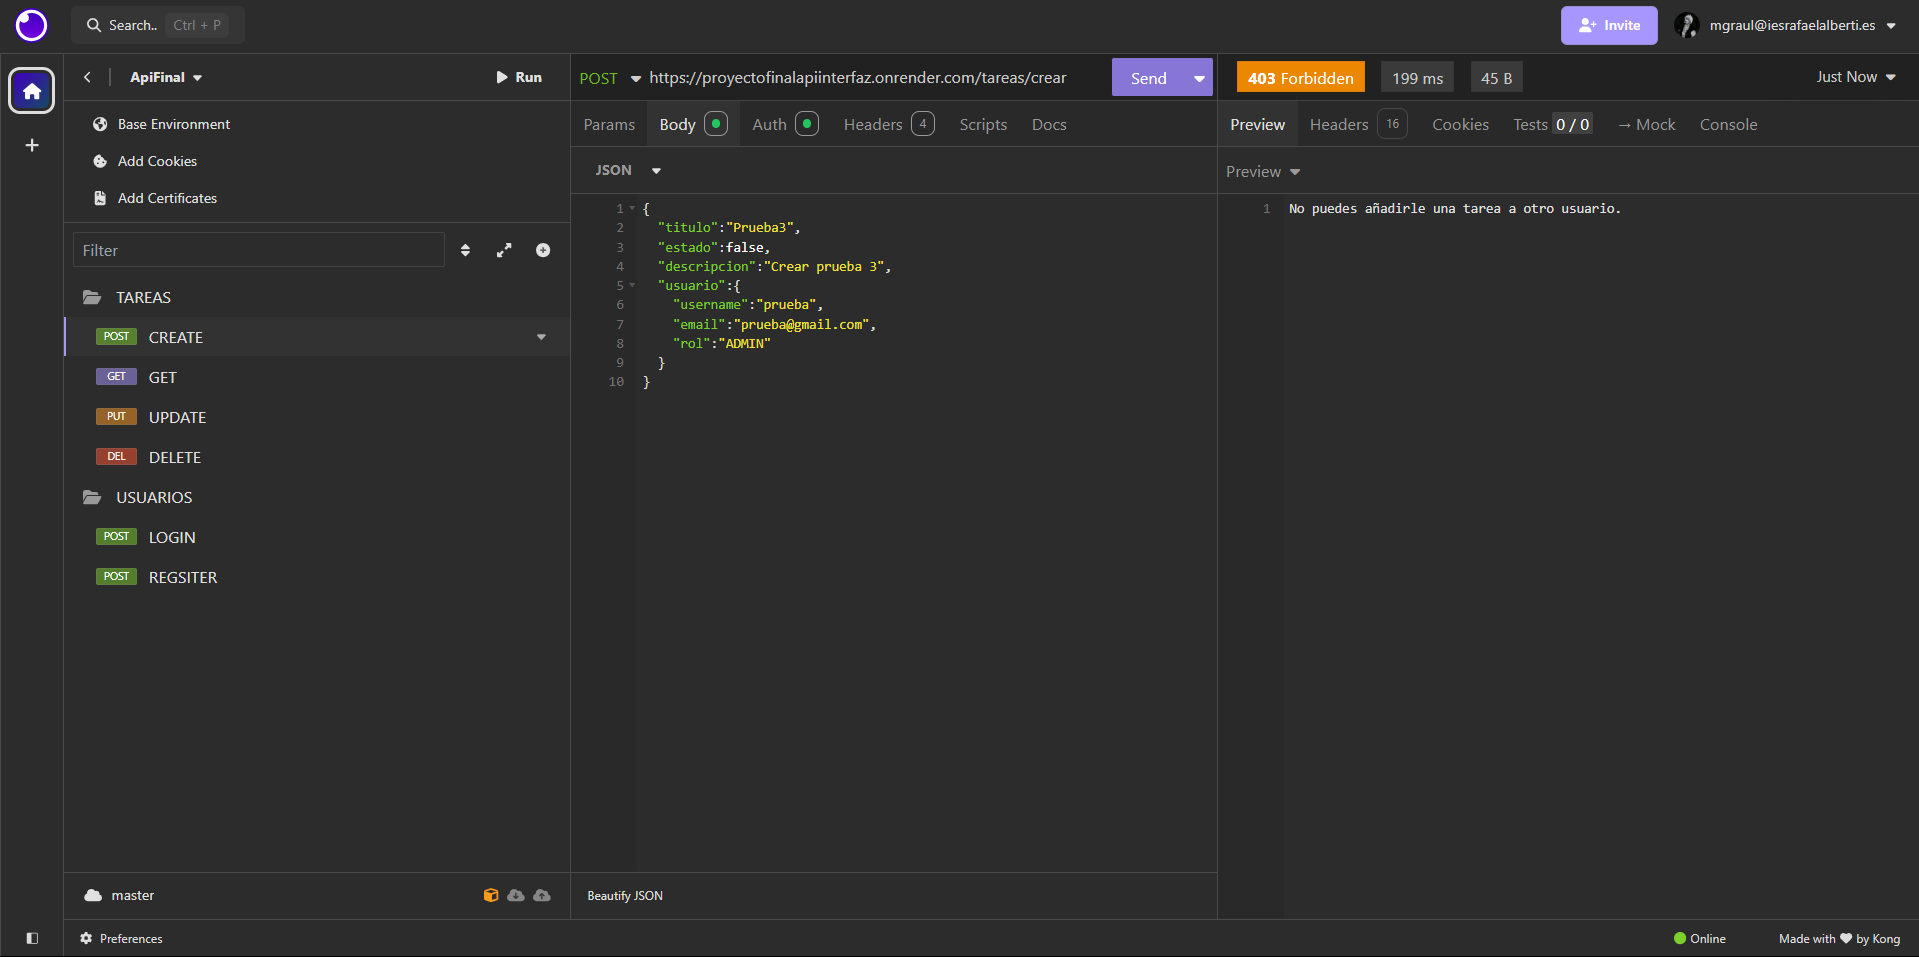 Search.. Ctrl + P
Invite
mgraul@iesrafaelalberti.es
ApiFinal
Run
Base Environment
Add Cookies
Add Certificates
Filter
TAREAS
POST CREATE
GET GET
PUT UPDATE
DEL DELETE
USUARIOS
POST LOGIN
POST REGSITER
master
Preferences
POST https://proyectofinalapiinterfaz.onrender.com/tareas/crear Send
Params Body Auth Headers 4 Scripts Docs
JSON
1 {
2 "titulo":"Prueba3",
3 "estado":false,
4 "descripcion":"Crear prueba 3",
5 "usuario":{
6 "username":"prueba",
7 "email":"prueba@gmail.com",
8 "rol":"ADMIN"
9 }
10 }
Beautify JSON
403 Forbidden 199 ms 45 B Just Now
Preview Headers 16 Cookies Tests 0 / 0 → Mock Console
Preview
1 No puedes añadirle una tarea a otro usuario.
Online
Made with ♥ by Kong